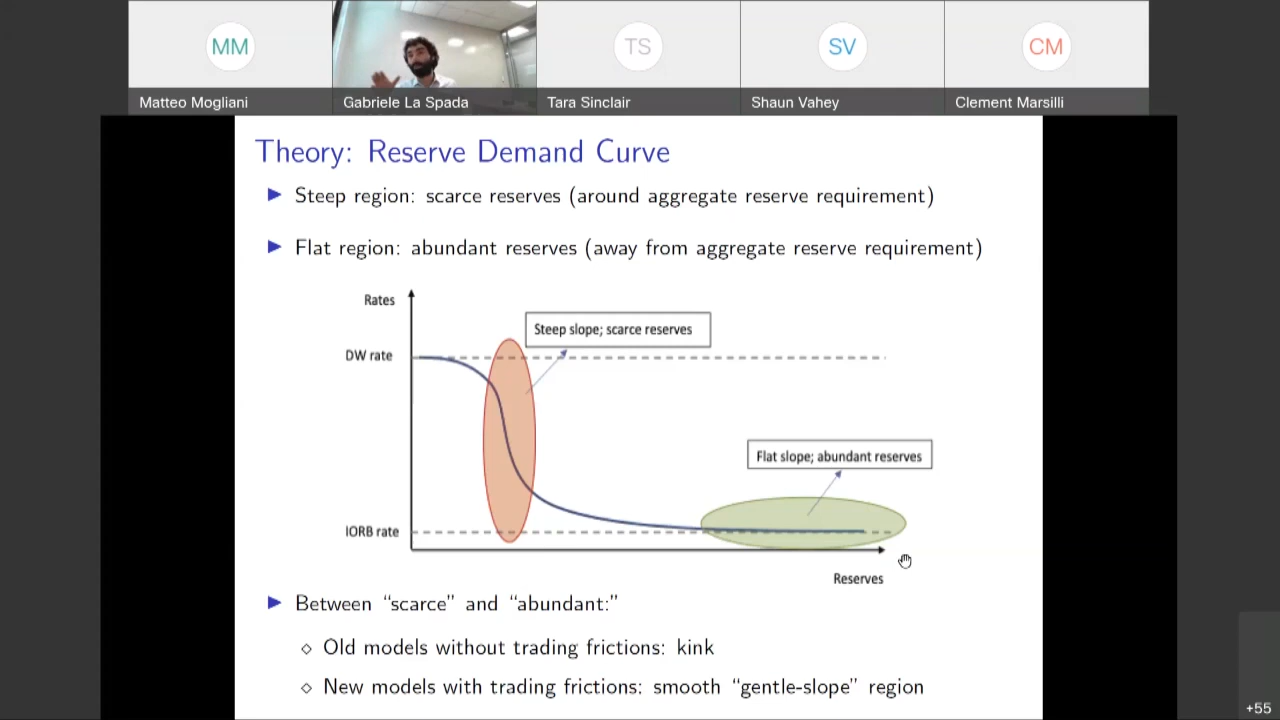 MM
TS
SV
CM
Matteo Mogliani
Gabriele La Spada
Tara Sinclair
Shaun Vahey
Clement Marsilli
Theory: Reserve Demand Curve
Steep region: scarce reserves (around aggregate reserve requirement)
Flat region: abundant reserves (away from aggregate reserve requirement)
Rates
Steep slope; scarce reserves
DW rate
Flat slope; abundant reserves
IORB rate
Reserves
Between “scarce” and “abundant:”
Old models without trading frictions: kink
New models with trading frictions: smooth “gentle-slope” region
+55